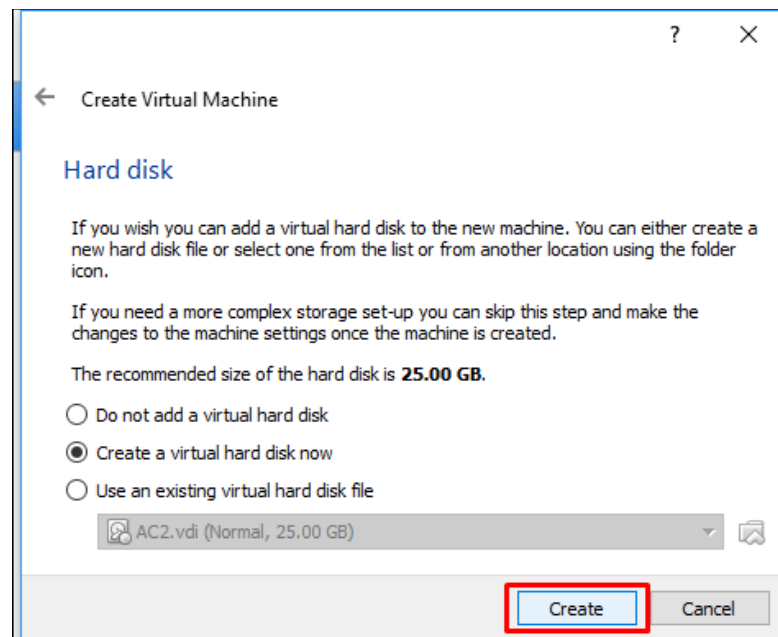 ?
Create Virtual Machine
Hard disk
If you wish you can add a virtual hard disk to the new machine. You can either create a
new hard disk file or select one from the list or from another location using the folder
icon.
If you need a more complex storage set-up you can skip this step and make the
changes to the machine settings once the machine is created.
The recommended size of the hard disk is 25.00 GB.
Do not add a virtual hard disk
Create a virtual hard disk now
Use an existing virtual hard disk file
AC2.vdi (Normal, 25.00 GB)
Create Cancel